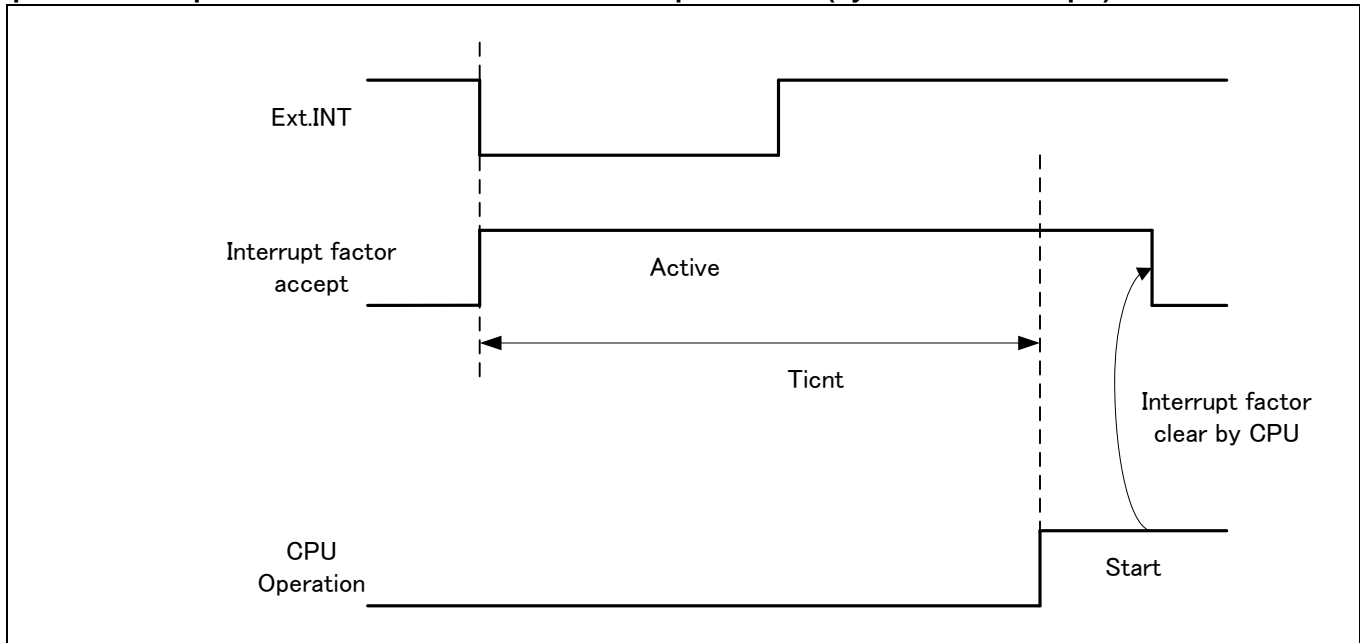 Ext.INT
Interrupt factor
accept
Active
Ticnt
Interrupt factor
clear by CPU
CPU
Operation
Start